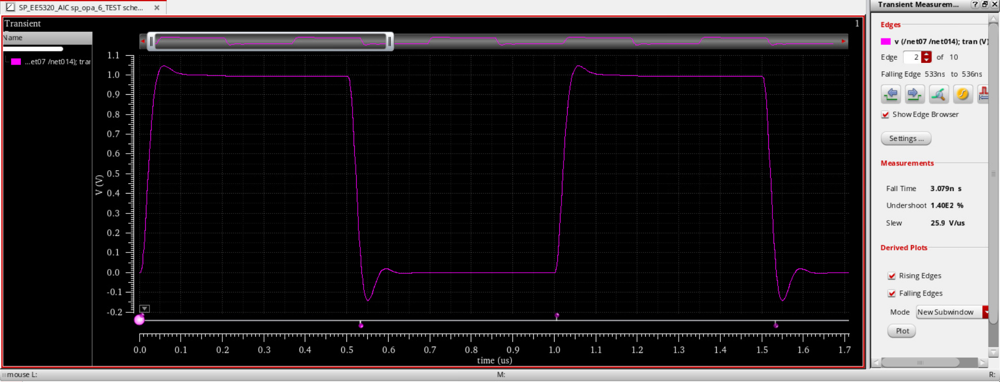 SP_EE5320_AIC sp_opa_6_TEST sche...
Transient Measurem...
Transient
1
Name
...et07 /net014); tran
1.1
1.0
0.9
0.8
0.7
0.6
0.5
0.4
0.3
0.2
0.1
0.0
-0.1
-0.2
V (V)
0.0 0.1 0.2 0.3 0.4 0.5 0.6 0.7 0.8 0.9 1.0 1.1 1.2 1.3 1.4 1.5 1.6 1.7
time (us)
Edges
v (/net07 /net014); tran (V)
Edge 2 of 10
Falling Edge 533ns to 536ns
Show Edge Browser
Settings ...
Measurements
Fall Time 3.079n s
Undershoot 1.40E2 %
Slew 25.9 V/us
Derived Plots
Rising Edges
Falling Edges
Mode New Subwindow
Plot
mouse L: M: R: